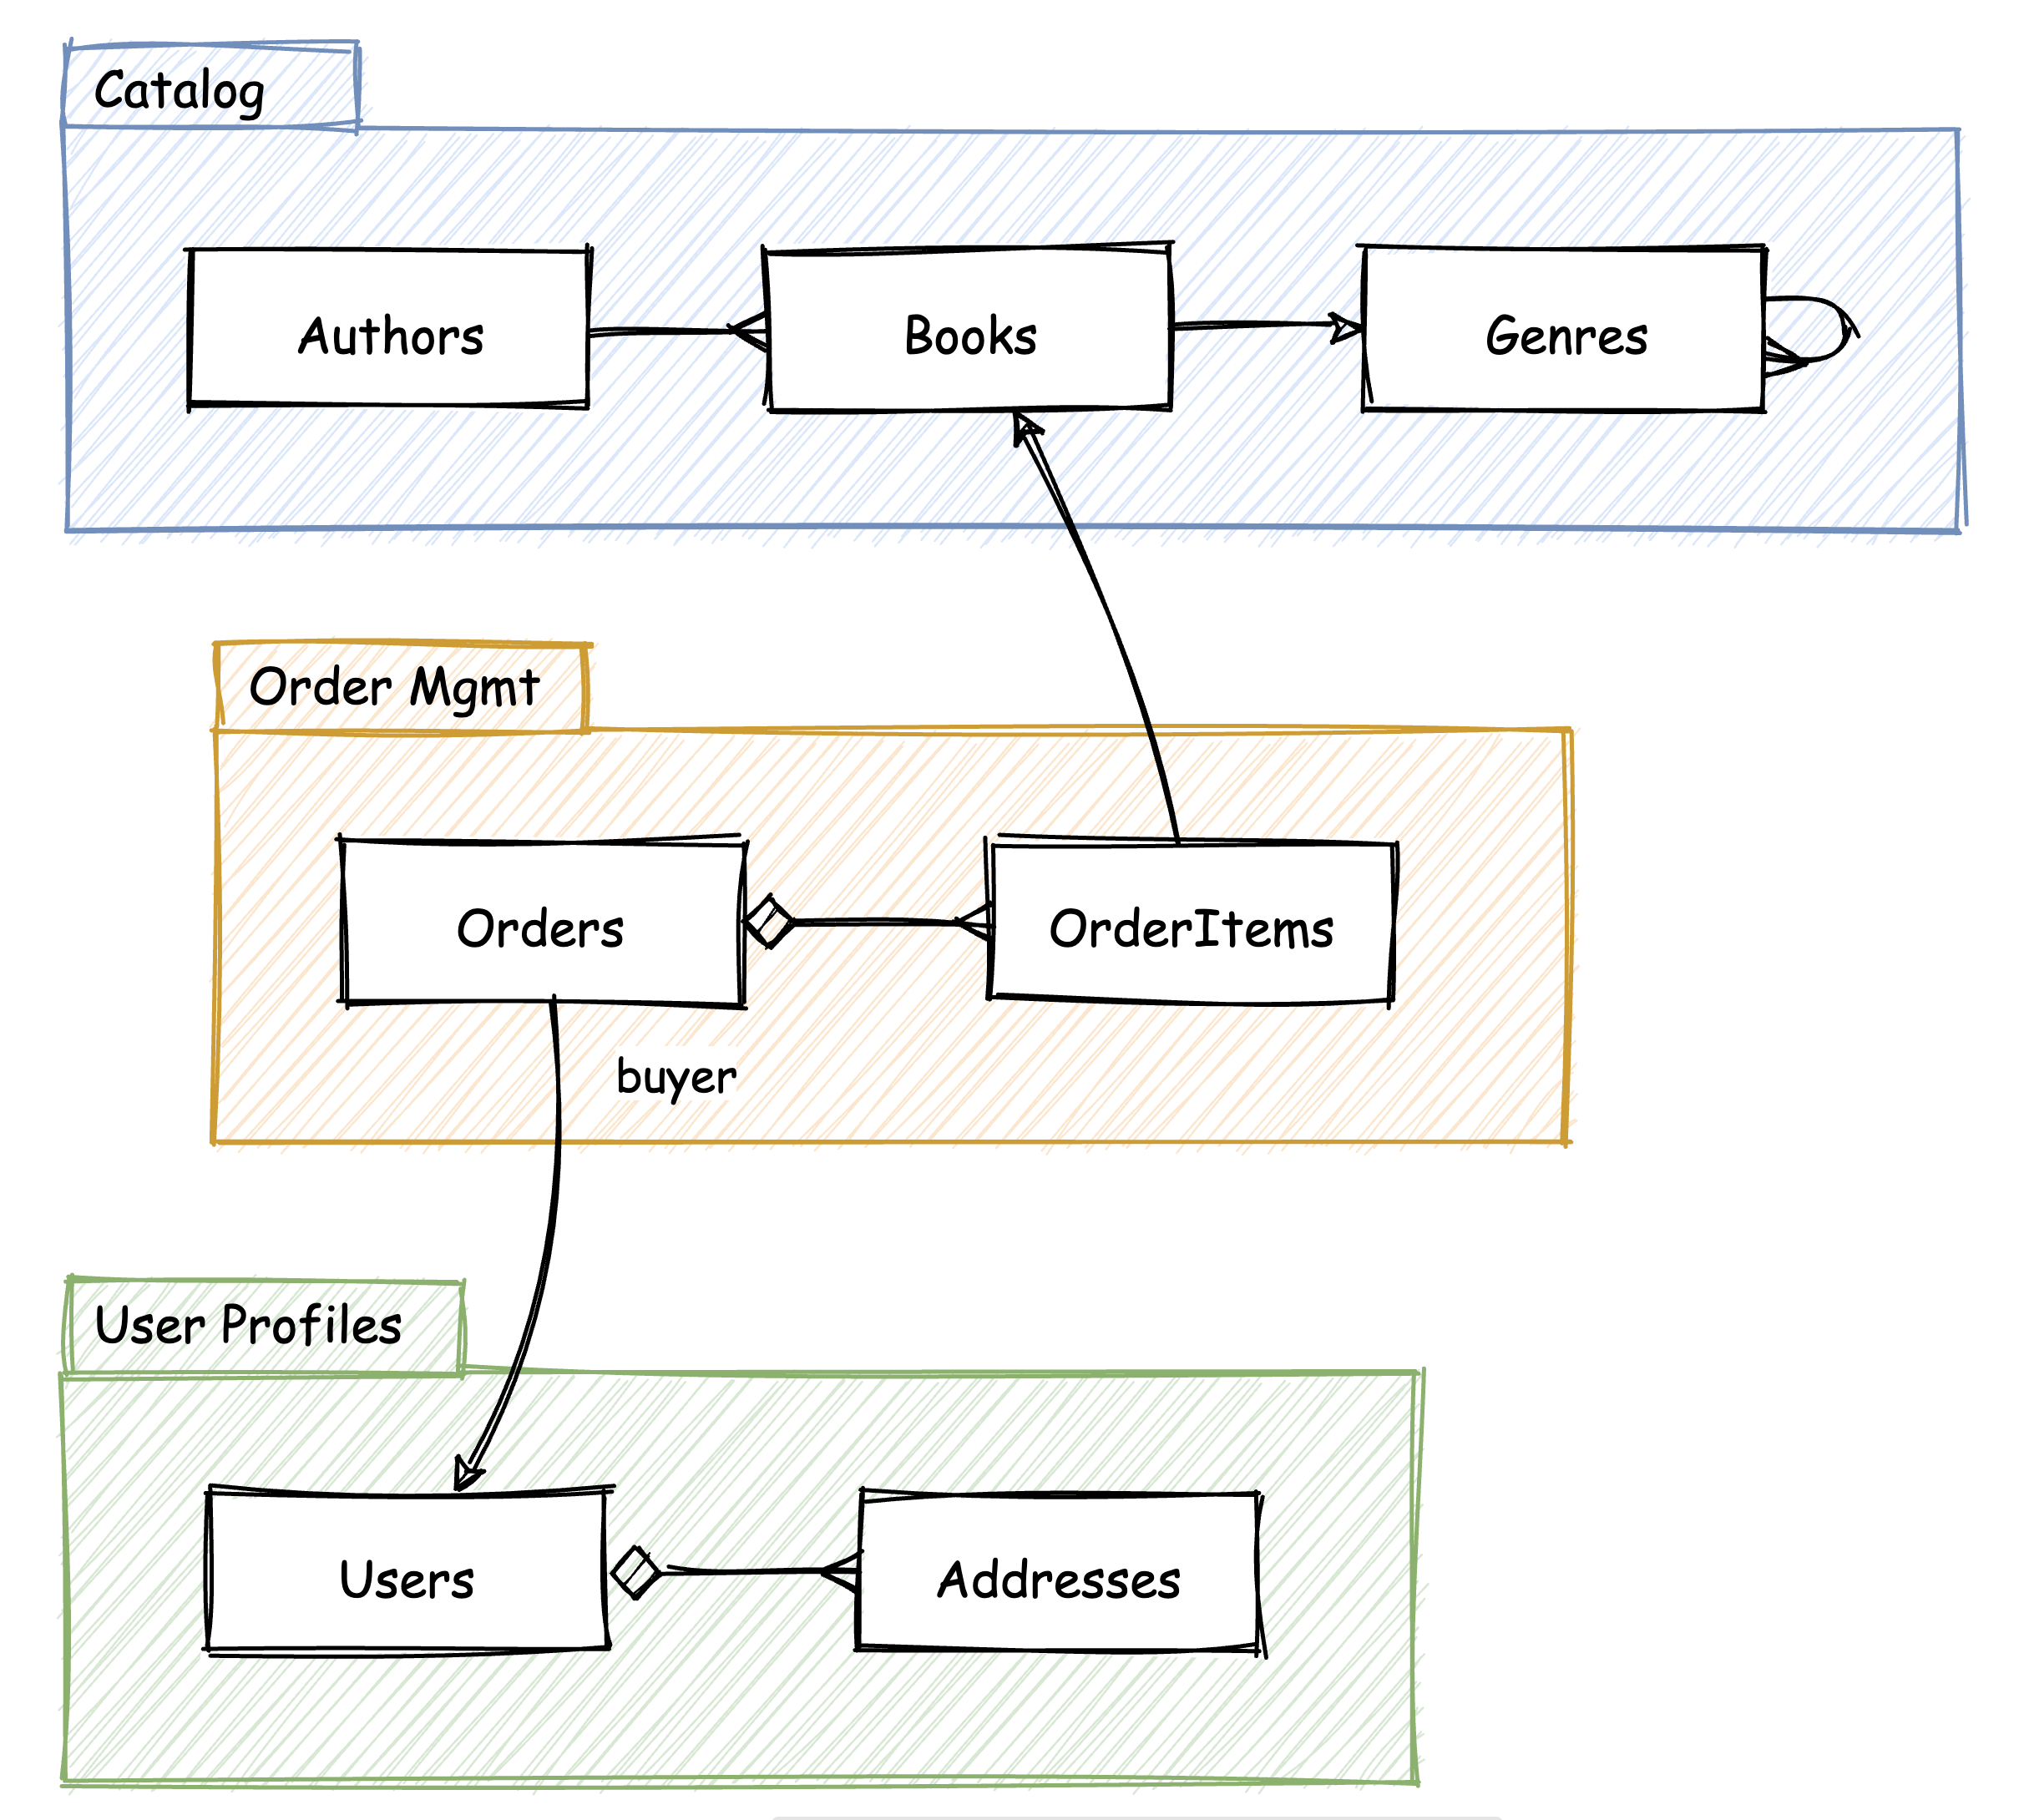 Catalog
Authors
Books
Genres
Order Mgmt
Orders
OrderItems
buyer
User Profiles
Users
Addresses